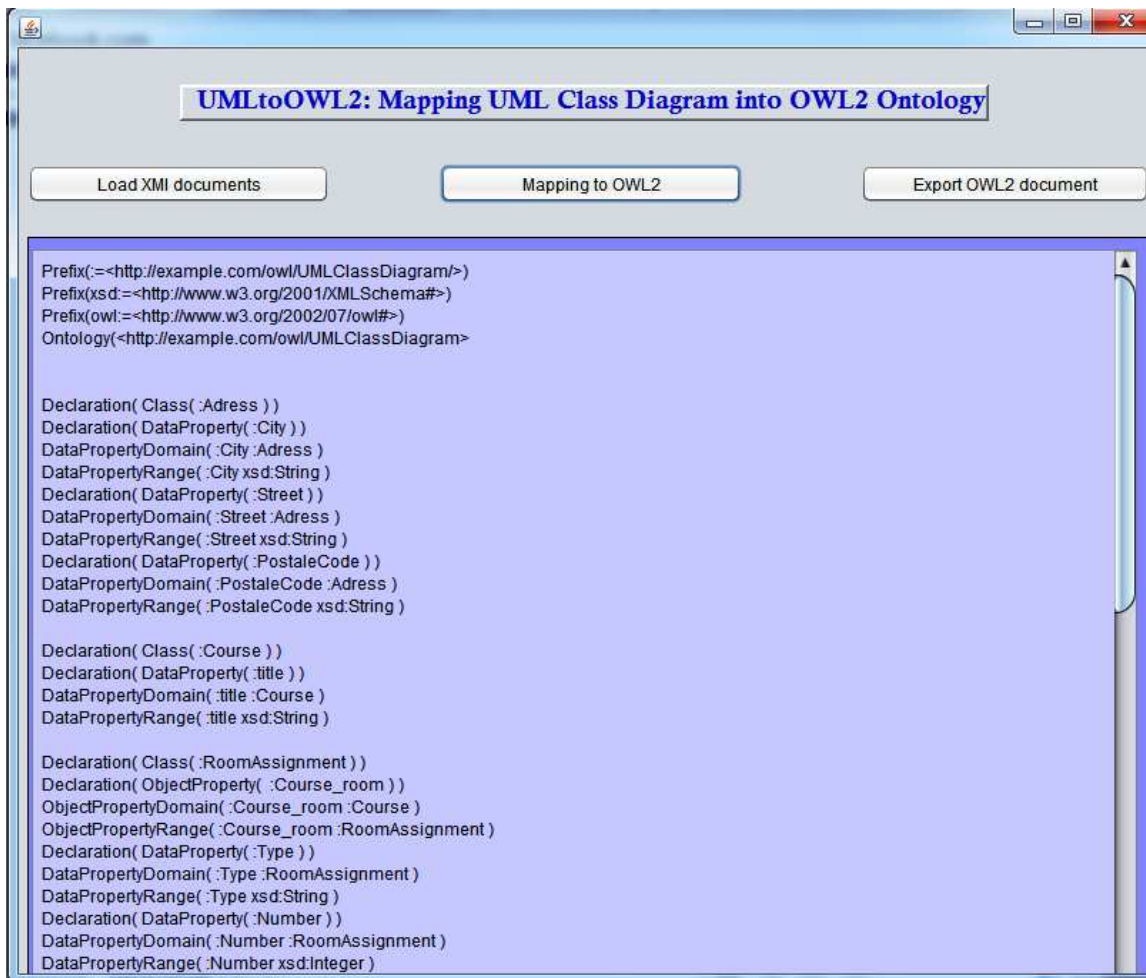 UMLtoOWL2: Mapping UML Class Diagram into OWL2 Ontology
Load XMI documents
Mapping to OWL2
Export OWL2 document
Prefix(:=<http://example.com/owl/UMLClassDiagram/>)
Prefix(xsd:=<http://www.w3.org/2001/XMLSchema#>)
Prefix(owl:=<http://www.w3.org/2002/07/owl#>)
Ontology(<http://example.com/owl/UMLClassDiagram>
Declaration( Class( :Adress ) )
Declaration( DataProperty( :City ) )
DataPropertyDomain( :City :Adress )
DataPropertyRange( :City xsd:String )
Declaration( DataProperty( :Street ) )
DataPropertyDomain( :Street :Adress )
DataPropertyRange( :Street xsd:String )
Declaration( DataProperty( :PostaleCode ) )
DataPropertyDomain( :PostaleCode :Adress )
DataPropertyRange( :PostaleCode xsd:String )
Declaration( Class( :Course ) )
Declaration( DataProperty( :title ) )
DataPropertyDomain( :title :Course )
DataPropertyRange( :title xsd:String )
Declaration( Class( :RoomAssignment ) )
Declaration( ObjectProperty(  :Course_room ) )
ObjectPropertyDomain( :Course_room :Course )
ObjectPropertyRange( :Course_room :RoomAssignment )
Declaration( DataProperty( :Type ) )
DataPropertyDomain( :Type :RoomAssignment )
DataPropertyRange( :Type xsd:String )
Declaration( DataProperty( :Number ) )
DataPropertyDomain( :Number :RoomAssignment )
DataPropertyRange( :Number xsd:Integer )